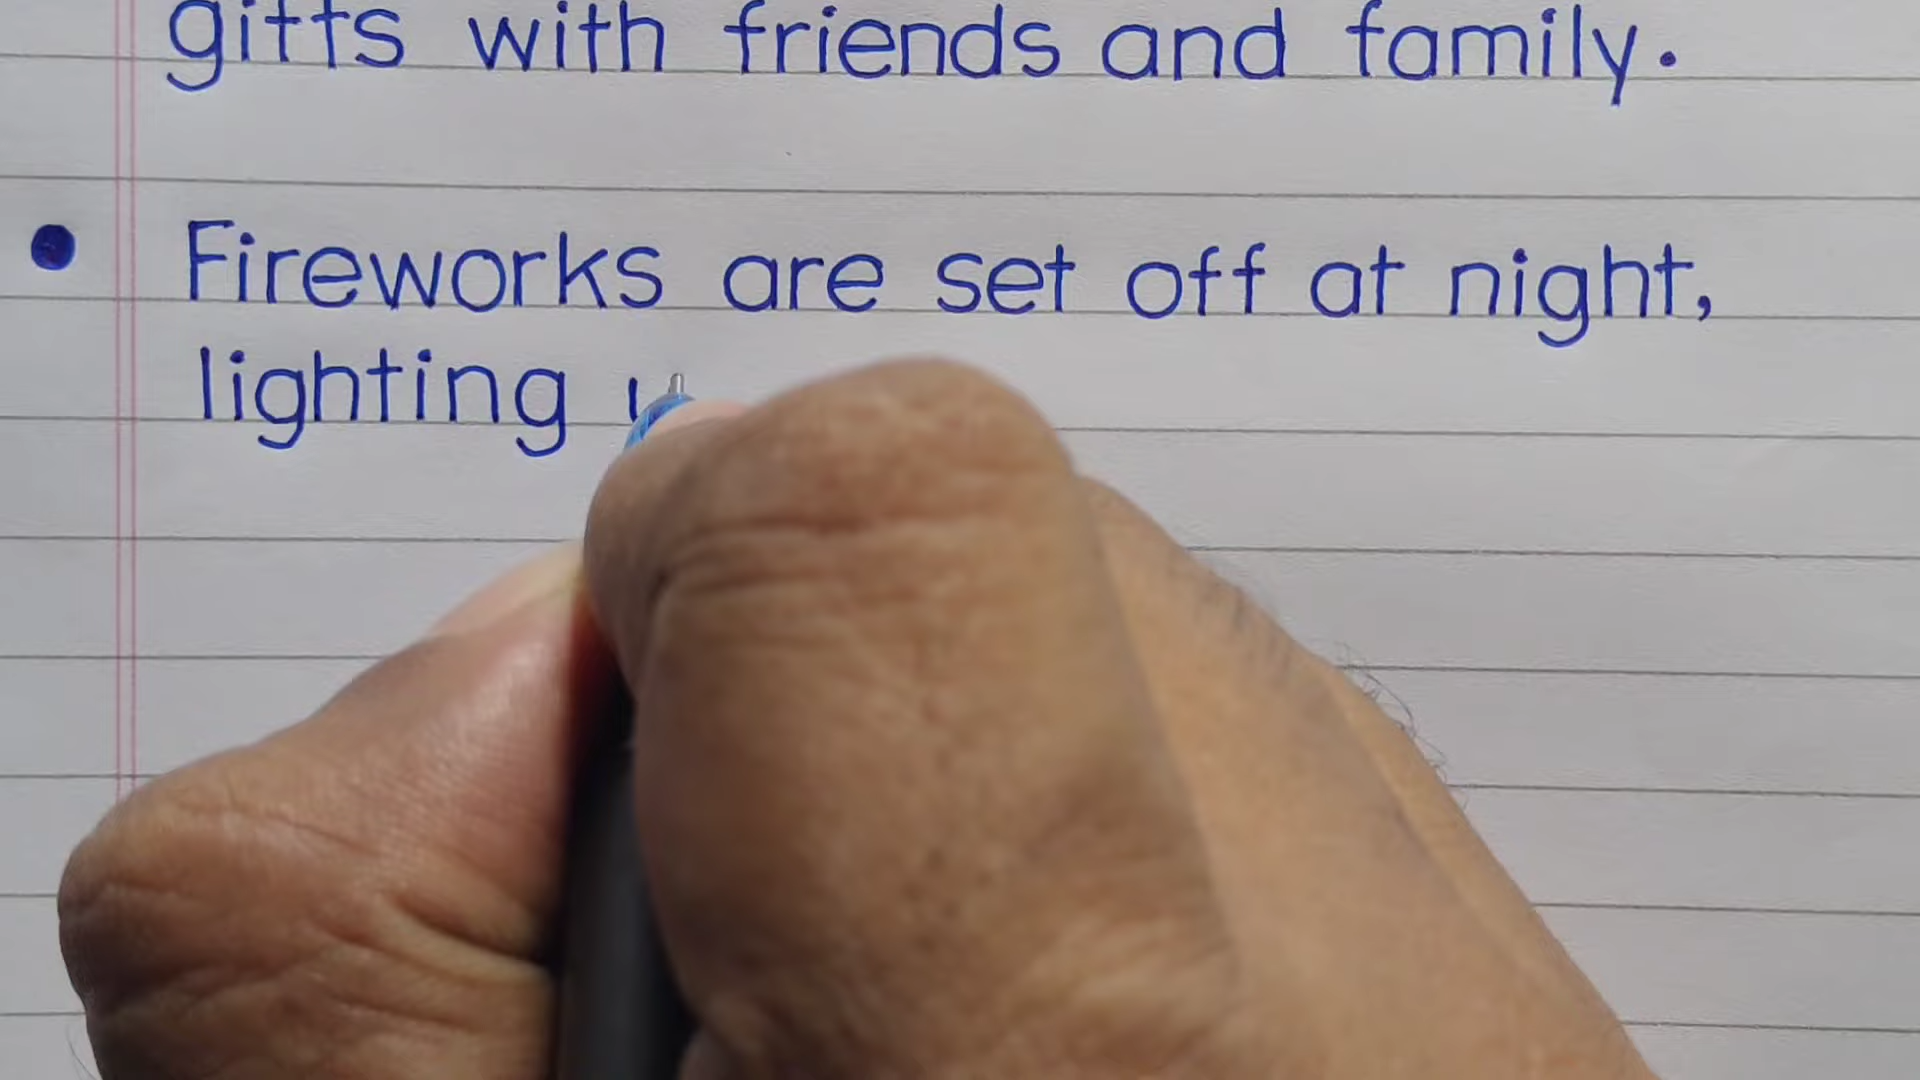 gifts with friends and family.
• Fireworks are set off at night,
lighting